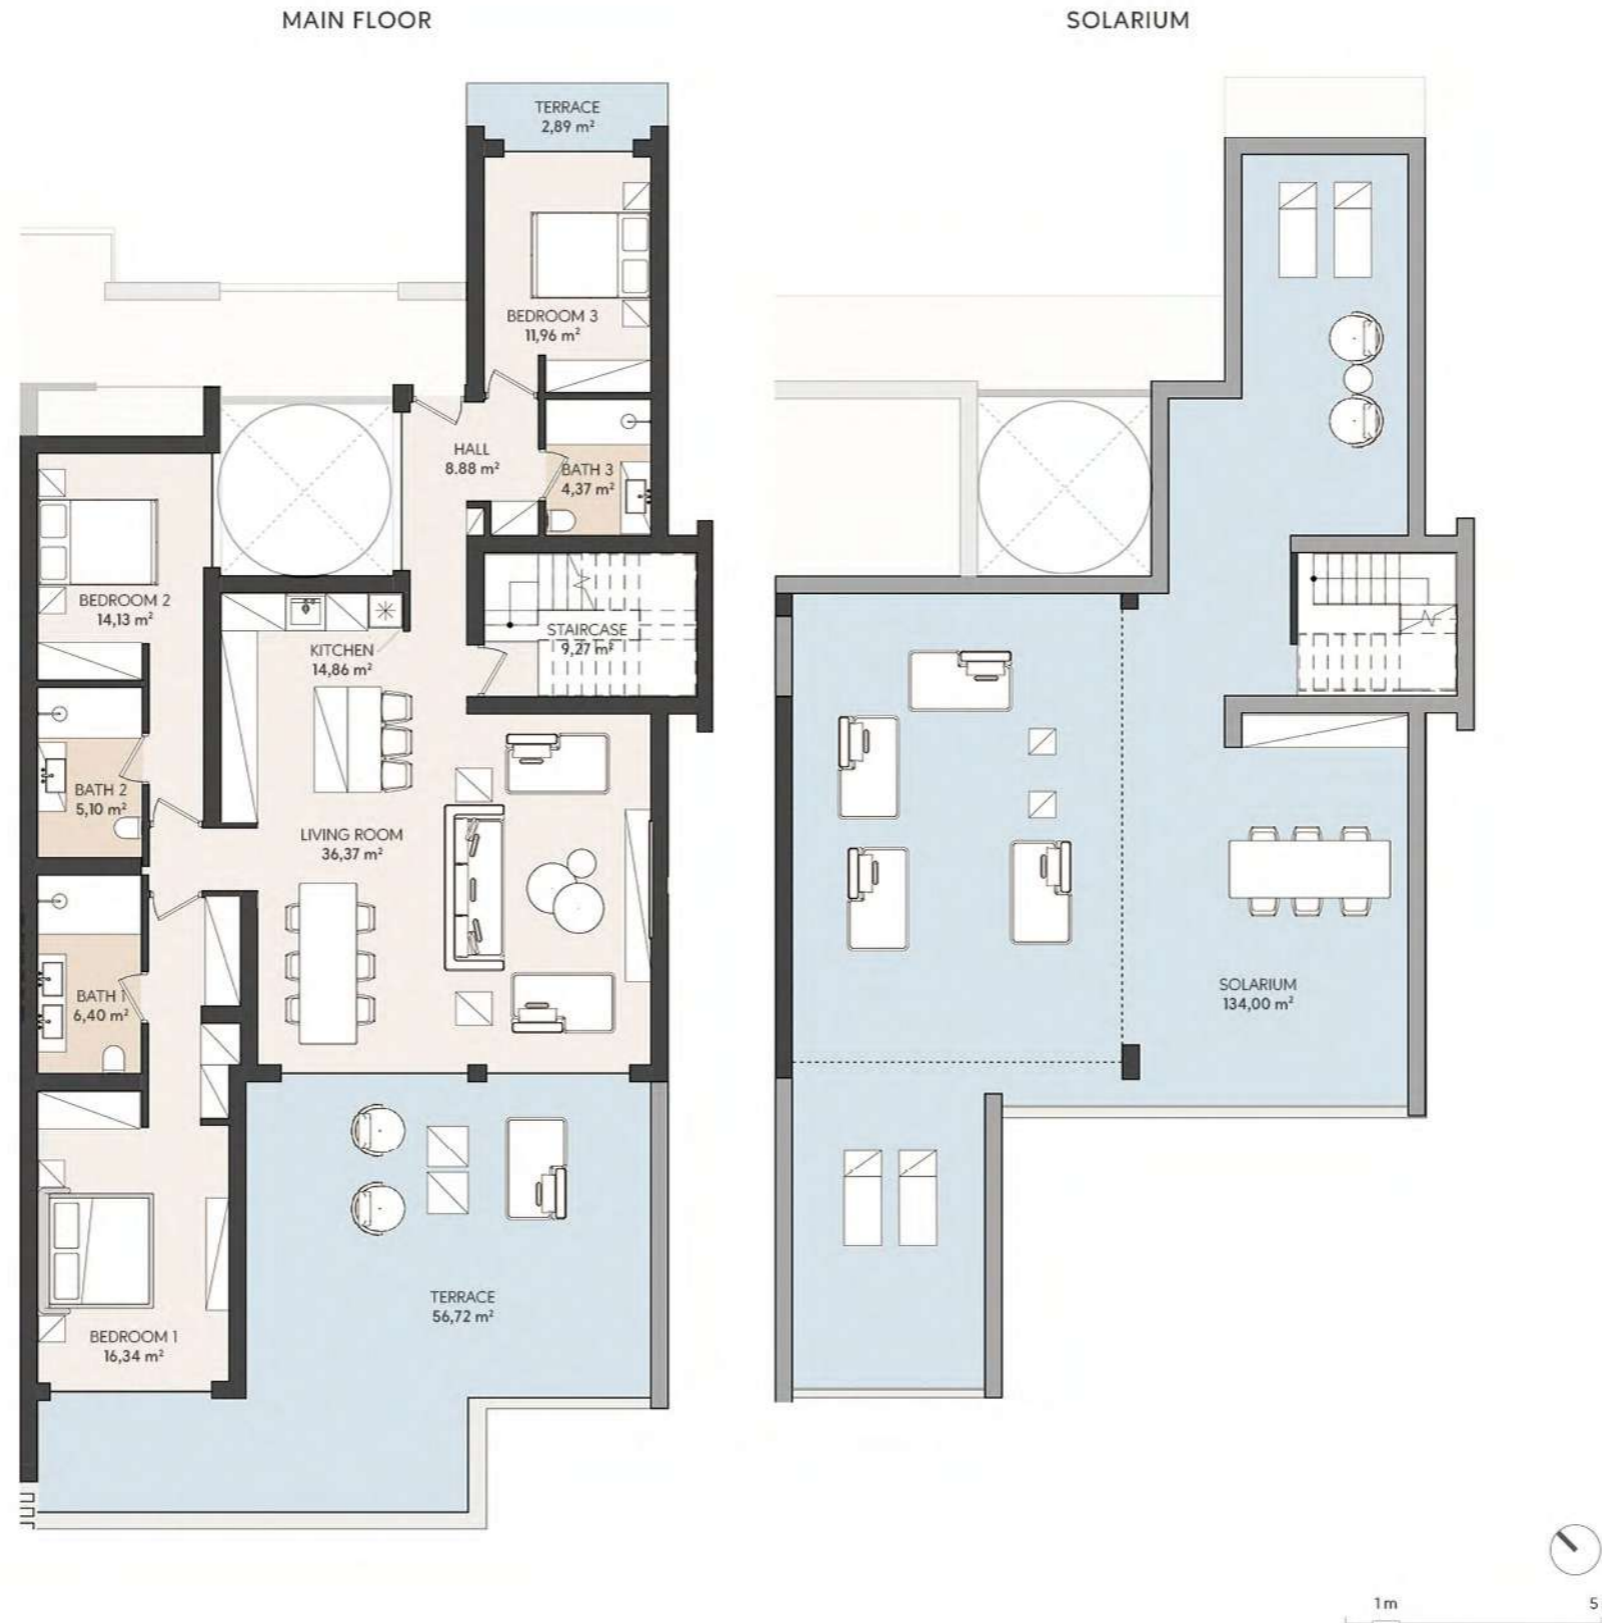 MAIN FLOOR
SOLARIUM
TERRACE
2,89 m²
BEDROOM 3
11,96 m²
HALL
8.88 m²
BATH 3
4,37 m²
BEDROOM 2
14,13 m²
STAIRCASE
9,27 m²
KITCHEN
14,86 m²
BATH 2
5,10 m²
LIVING ROOM
36,37 m²
BATH 1
6,40 m²
SOLARIUM
134,00 m²
TERRACE
56,72 m²
BEDROOM 1
16,34 m²
1 m
5